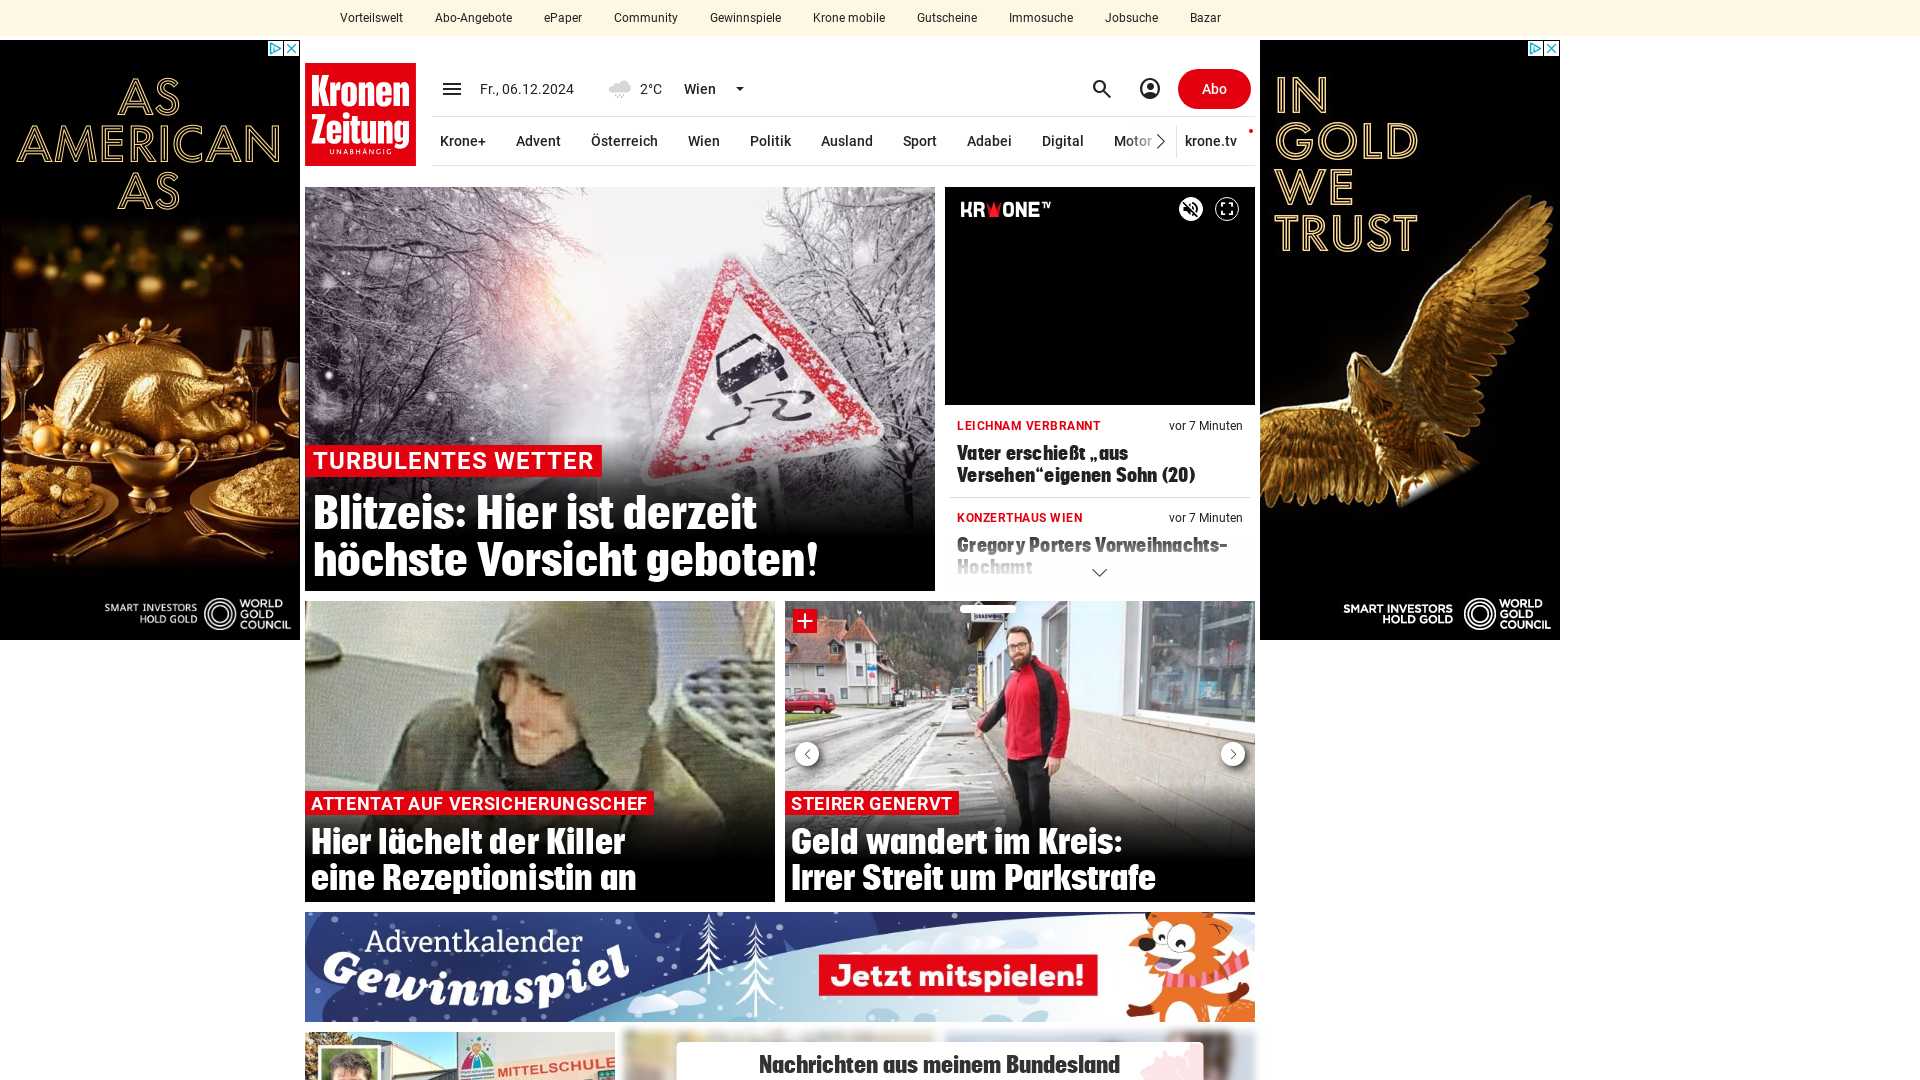 Vorteilswelt Abo-Angebote ePaper Community Gewinnspiele Krone mobile Gutscheine Immosuche Jobsuche Bazar
AS
AMERICAN
AS
SMART INVESTORS
HOLD GOLD
WORLD
GOLD
COUNCIL
Kronen
Zeitung
UNABHÄNGIG
Fr., 06.12.2024 2°C Wien Abo
Krone+ Advent Österreich Wien Politik Ausland Sport Adabei Digital Motor krone.tv
IN
GOLD
WE
TRUST
SMART INVESTORS
HOLD GOLD
WORLD
GOLD
COUNCIL
TURBULENTES WETTER
Blitzeis: Hier ist derzeit
höchste Vorsicht geboten!
KRONE TV
LEICHNAM VERBRANNT vor 7 Minuten
Vater erschießt „aus
Versehen“eigenen Sohn (20)
KONZERTHAUS WIEN vor 7 Minuten
Gregory Porters Vorweihnachts-
Hochamt
ATTENTAT AUF VERSICHERUNGSCHEF
Hier lächelt der Killer
eine Rezeptionistin an
STEIRER GENERVT
Geld wandert im Kreis:
Irrer Streit um Parkstrafe
Adventkalender
Gewinnspiel
Jetzt mitspielen!
MITTELSCHULE
Nachrichten aus meinem Bundesland